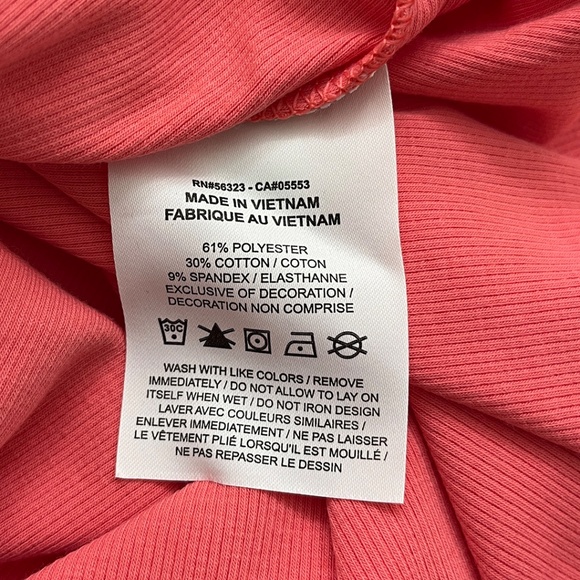 RN#56323 - CA#05553
MADE IN VIETNAM
FABRIQUE AU VIETNAM
61% POLYESTER
30% COTTON / COTON
9% SPANDEX / ELASTHANNE
EXCLUSIVE OF DECORATION /
DECORATION NON COMPRISE
30C
WASH WITH LIKE COLORS / REMOVE
IMMEDIATELY / DO NOT ALLOW TO LAY ON
ITSELF WHEN WET / DO NOT IRON DESIGN
LAVER AVEC COULEURS SIMILAIRES /
ENLEVER IMMEDIATEMENT / NE PAS LAISSER
LE VÊTEMENT PLIÉ LORSQU'IL EST MOUILLÉ /
NE PAS REPASSER LE DESSIN